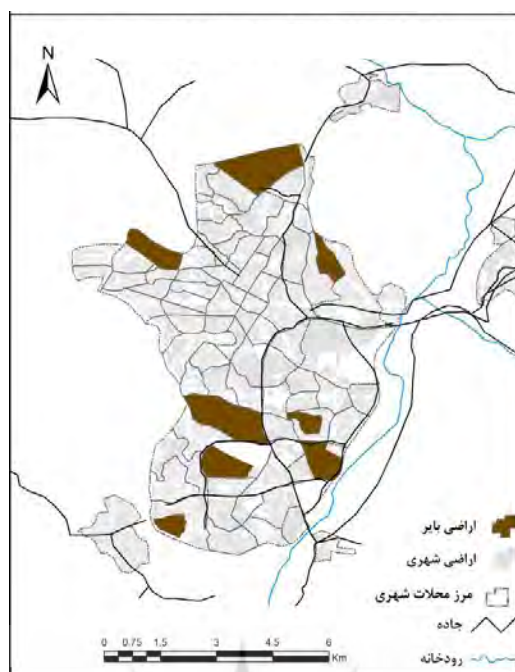 N
اراضی بایر
اراضی شهری
مرز محلات شهری
جاده
رودخانه
0 0.75 1.5 3 4.5 6
Km